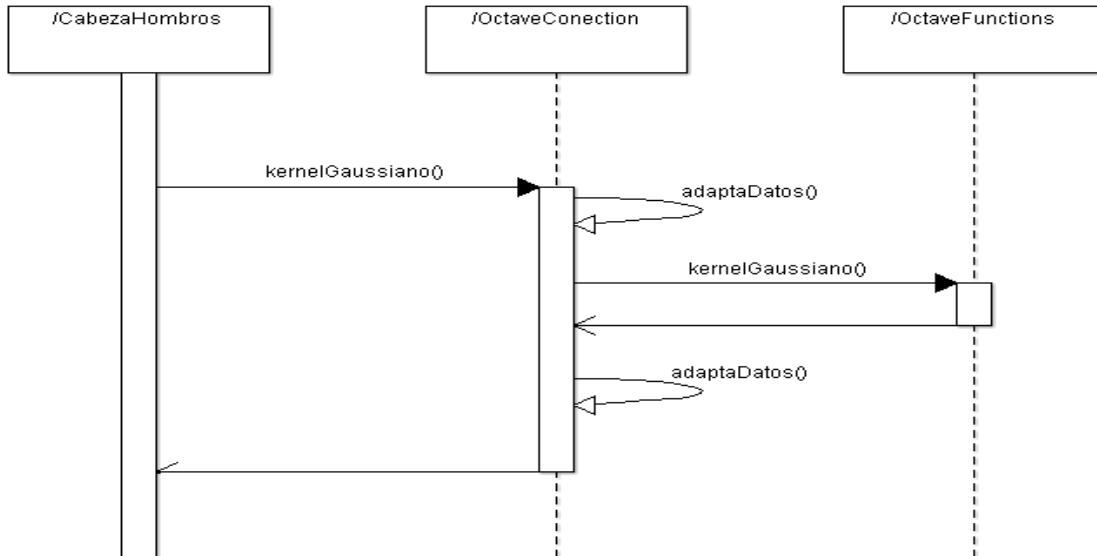 /CabezaHombros
/OctaveConection
/OctaveFunctions
kernelGaussiano()
adaptaDatos()
kernelGaussiano()
adaptaDatos()